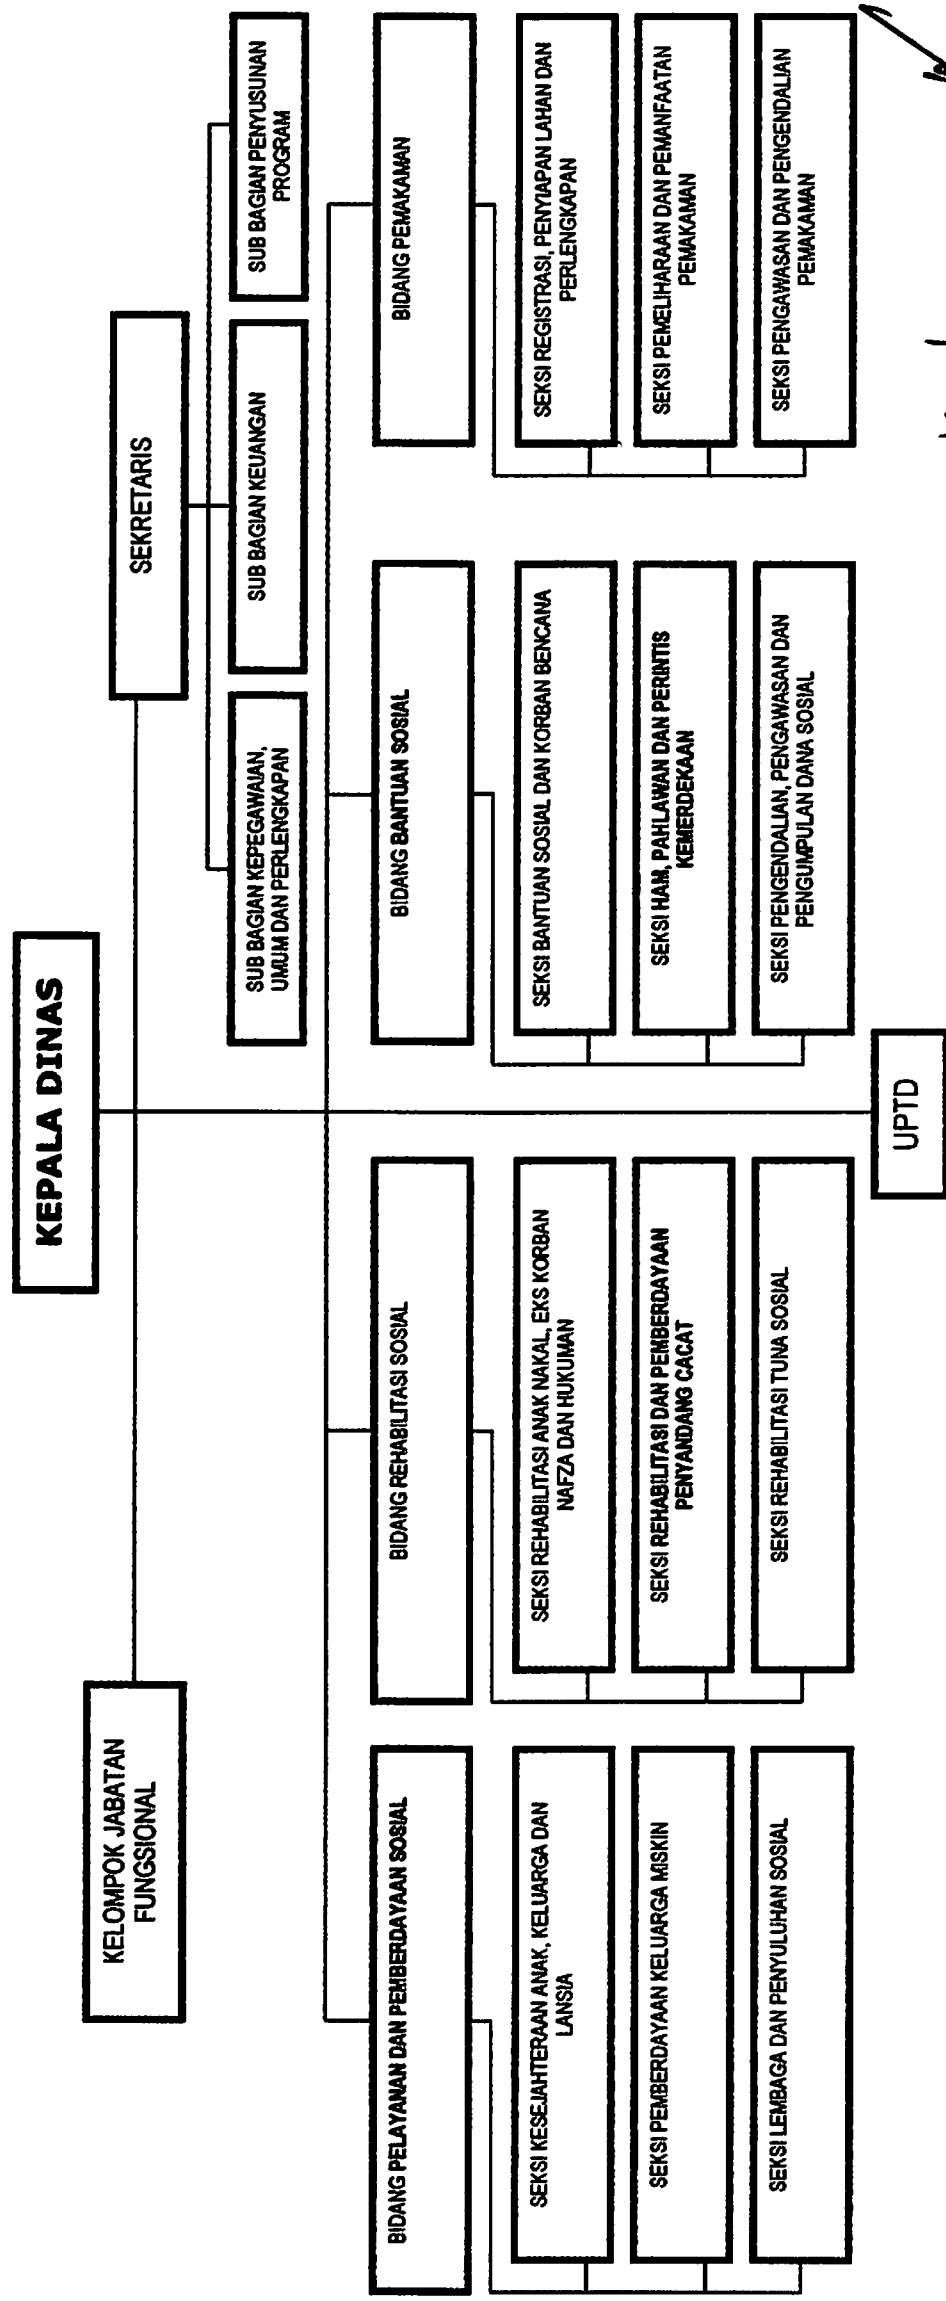 KEPALA DINAS
KELOMPOK JABATAN
FUNGSIONAL
SEKRETARIS
SUB BAGIAN KEPEGAWAIAN,
UMUM DAN PERLENGKAPAN
SUB BAGIAN KEUANGAN
SUB BAGIAN PENYUSUNAN
PROGRAM
BIDANG PELAYANAN DAN PEMBERDAYAAN SOSIAL
SEKSI KESEJAHTERAAN ANAK, KELUARGA DAN
LANSIA
SEKSI PEMBERDAYAAN KELUARGA MISKIN
SEKSI LEMBAGA DAN PENYULUHAN SOSIAL
BIDANG REHABILITASI SOSIAL
SEKSI REHABILITASI ANAK NAKAL, EKS KORBAN
NAFZA DAN HUKUMAN
SEKSI REHABILITASI DAN PEMBERDAYAAN
PENYANDANG CACAT
SEKSI REHABILITASI TUNA SOSIAL
BIDANG BANTUAN SOSIAL
SEKSI BANTUAN SOSIAL DAN KORBAN BENCANA
SEKSI HAM, PAHLAWAN DAN PERINTIS
KEMERDEKAAN
SEKSI PENGENDALIAN, PENGAWASAN DAN
PENGUMPULAN DANA SOSIAL
BIDANG PEMAKAMAN
SEKSI REGISTRASI, PENYIAPAN LAHAN DAN
PERLENGKAPAN
SEKSI PEMELIHARAAN DAN PEMANFAATAN
PEMAKAMAN
SEKSI PENGAWASAN DAN PENGENDALIAN
PEMAKAMAN
UPTD